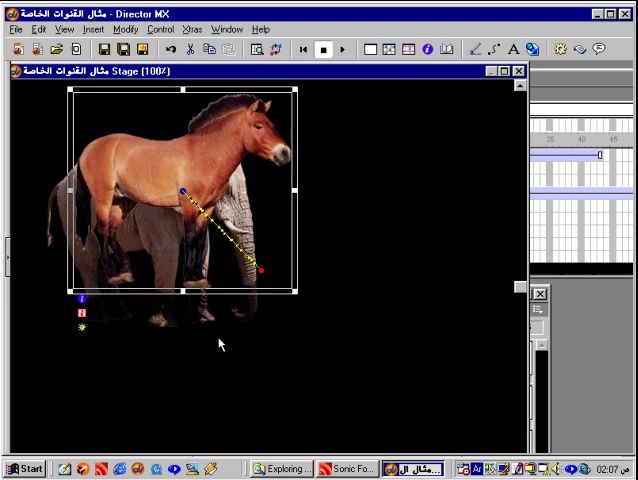 مثال القنوات الخاصة - Director MX
File Edit View Insert Modify Control Xtras Window Help
مثال القنوات الخاصة Stage (100%)
35 40 45
Start Exploring ... Sonic Fo... مثال ال... Ar 02:07 ص